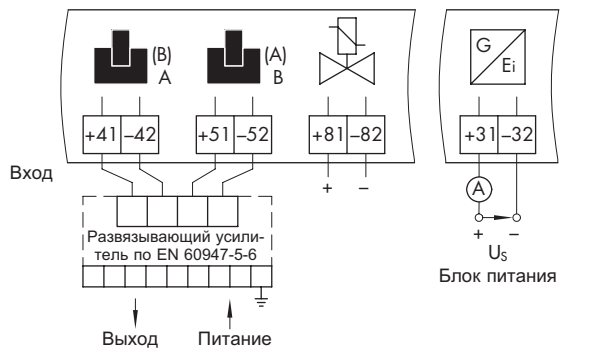 (B)
A
(A)
B
G
Ei
+41 –42
+51 –52
+81 –82
+31 –32
Вход
+ –
A
Развязывающий усили-
тель по EN 60947-5-6
+ –
Us
Блок питания
Выход
Питание